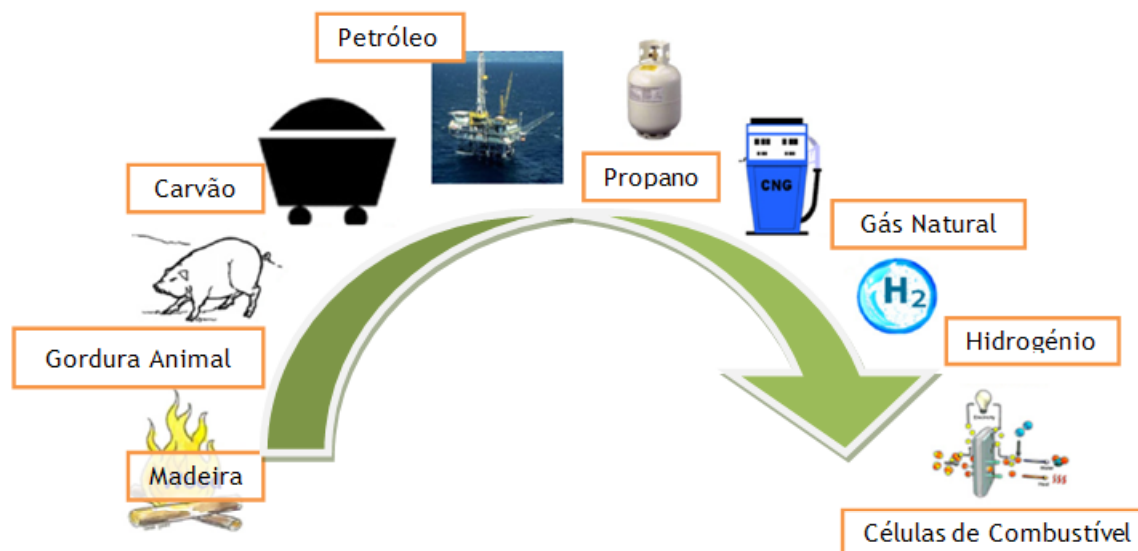 Petróleo
Propano
CNG
Carvão
Gás Natural
H2
Gordura Animal
Hidrogénio
Madeira
Células de Combustível